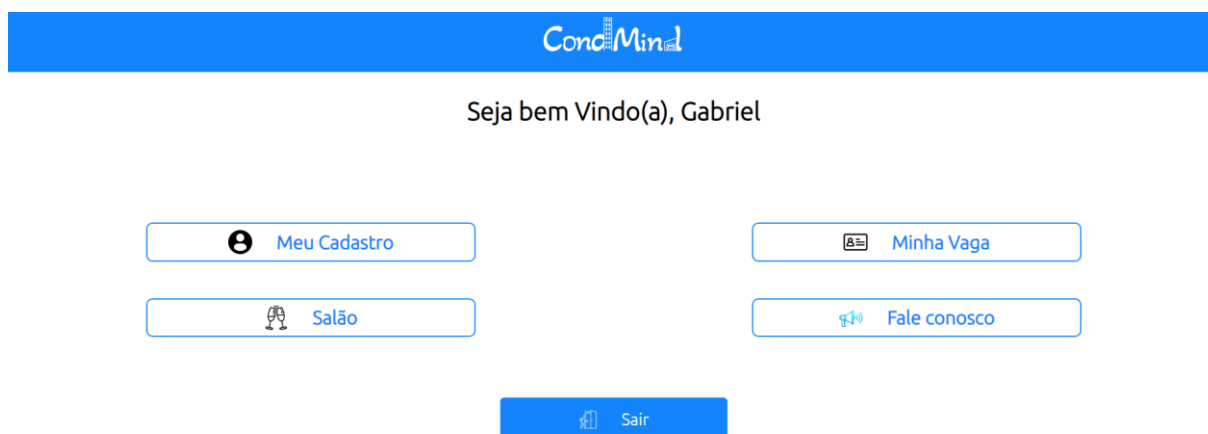 CondMind
Seja bem Vindo(a), Gabriel
Meu Cadastro
Minha Vaga
Salão
Fale conosco
Sair